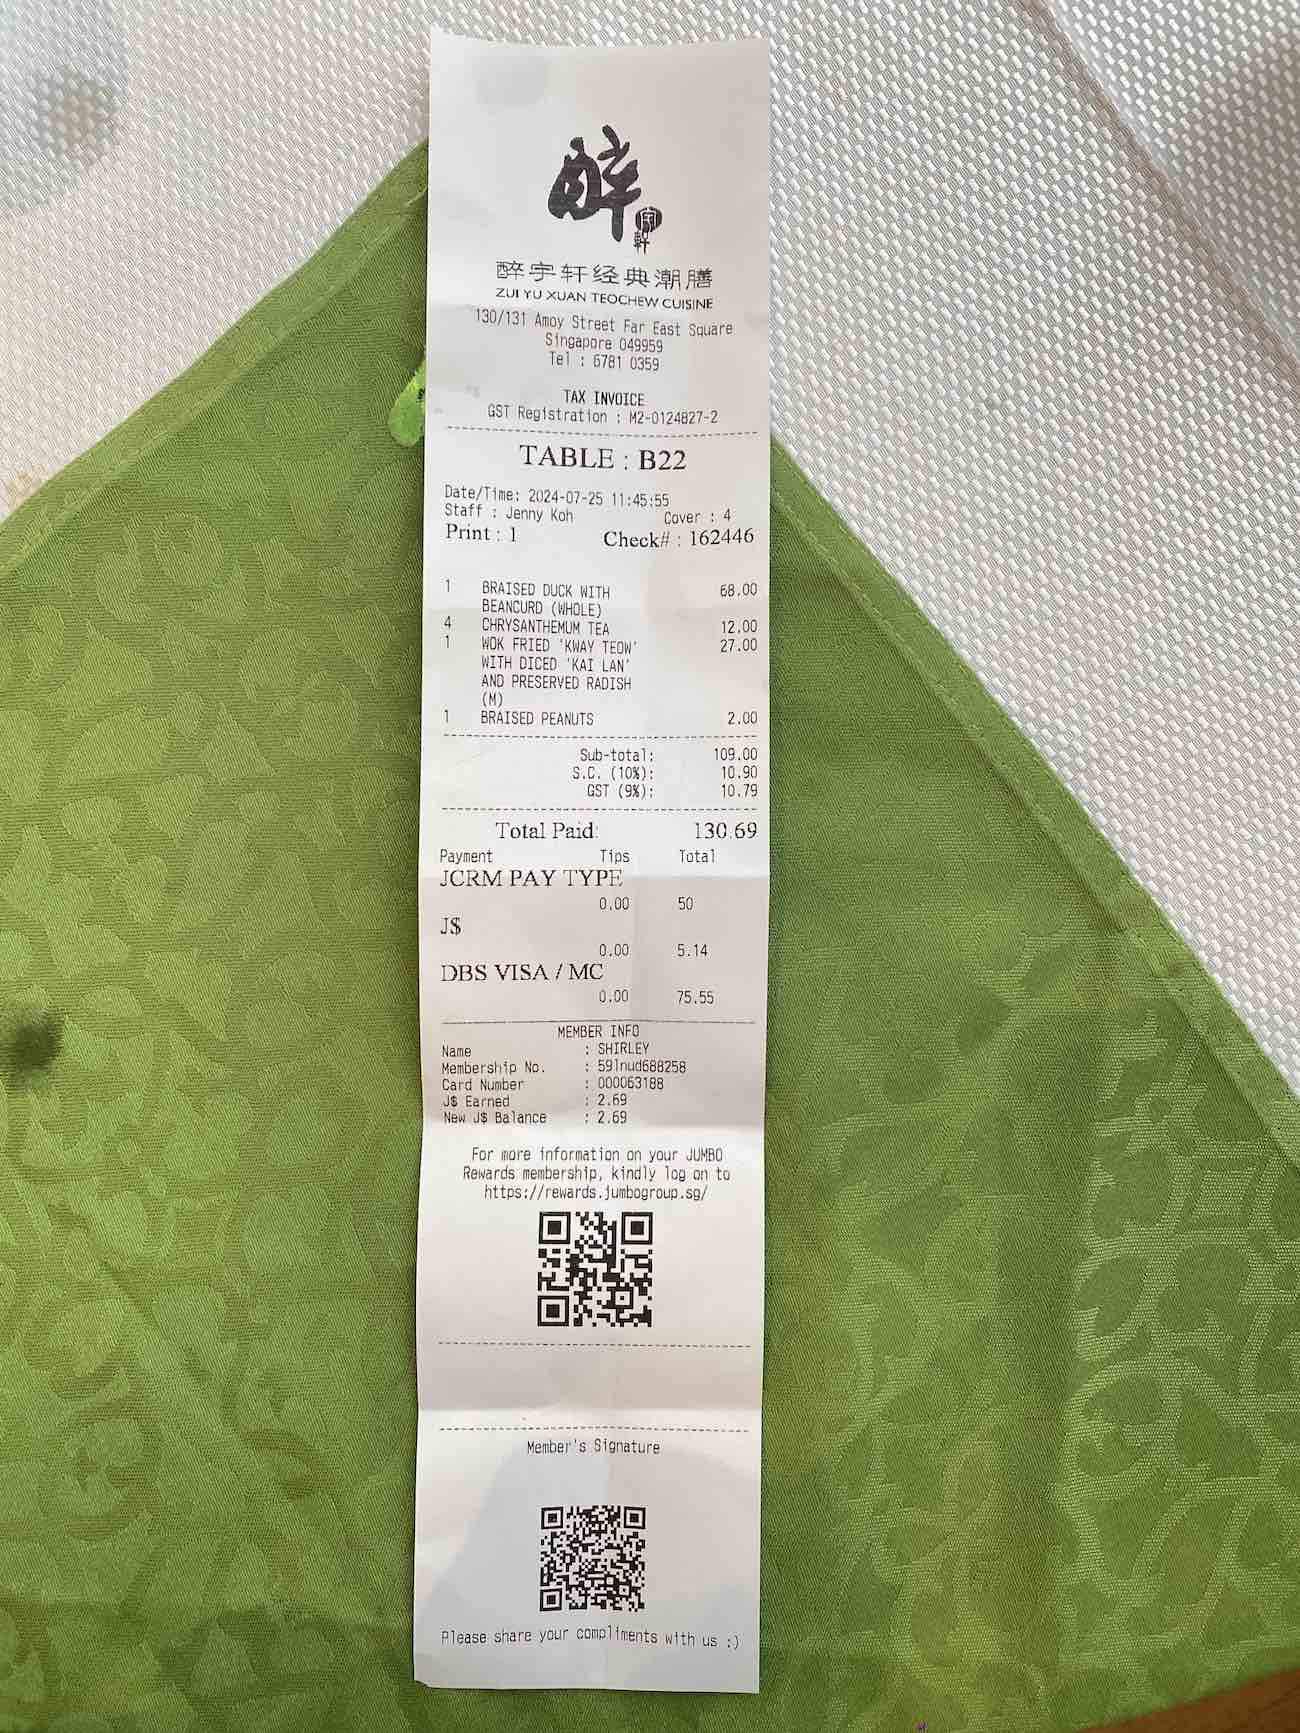 醉
宇
轩
醉宇轩经典潮膳
ZUI YU XUAN TEOCHEW CUISINE
130/131 Amoy Street Far East Square
Singapore 049959
Tel : 6781 0359
TAX INVOICE
GST Registration : M2-0124827-2
TABLE : B22
Date/Time: 2024-07-25 11:45:55
Staff : Jenny Koh Cover : 4
Print : 1 Check# : 162446
1 BRAISED DUCK WITH 68.00
BEANCURD (WHOLE)
4 CHRYSANTHEMUM TEA 12.00
1 WOK FRIED 'KWAY TEOW' 27.00
WITH DICED 'KAI LAN'
AND PRESERVED RADISH
(M)
1 BRAISED PEANUTS 2.00
Sub-total: 109.00
S.C. (10%): 10.90
GST (9%): 10.79
Total Paid: 130.69
Payment Tips Total
JCRM PAY TYPE
0.00 50
J$
0.00 5.14
DBS VISA / MC
0.00 75.55
MEMBER INFO
Name : SHIRLEY
Membership No. : 591nud688258
Card Number : 000063188
J$ Earned : 2.69
New J$ Balance : 2.69
For more information on your JUMBO
Rewards membership, kindly log on to
https://rewards.jumbogroup.sg/
Member's Signature
Please share your compliments with us :)